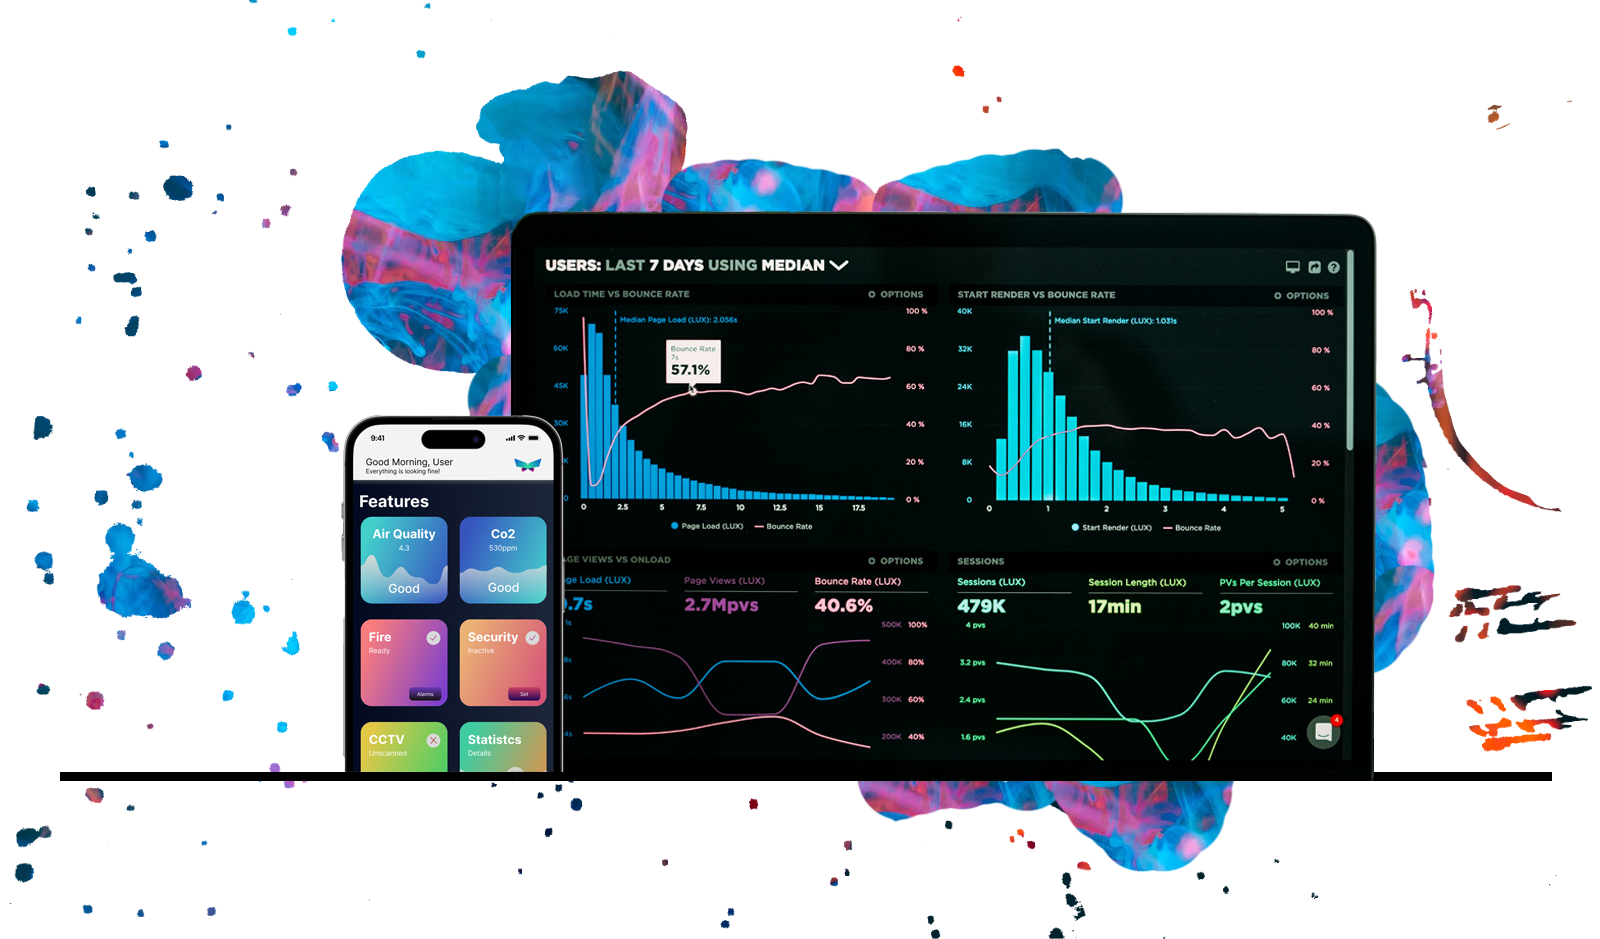 USERS: LAST 7 DAYS USING MEDIAN
LOAD TIME VS BOUNCE RATE
OPTIONS
75K
60K
45K
30K
K
0
Median Page Load (LUX): 2.056s
Bounce Rate
7s
57.1%
100 %
80 %
60 %
40 %
20 %
0 %
0 2.5 5 7.5 10 12.5 15 17.5
Page Load (LUX) Bounce Rate
START RENDER VS BOUNCE RATE
OPTIONS
40K
32K
24K
16K
8K
0
Median Start Render (LUX): 1.031s
100 %
80 %
60 %
40 %
20 %
0 %
0 1 2 3 4 5
Start Render (LUX) Bounce Rate
AGE VIEWS VS ONLOAD
OPTIONS
ge Load (LUX) Page Views (LUX) Bounce Rate (LUX)
.7s 2.7Mpvs 40.6%
1s 500K 100%
8s 400K 80%
6s 300K 60%
4s 200K 40%
SESSIONS
OPTIONS
Sessions (LUX) Session Length (LUX) PVs Per Session (LUX)
479K 17min 2pvs
4 pvs 100K 40 min
3.2 pvs 80K 32 min
2.4 pvs 60K 24 min
1.6 pvs 40K
4
9:41
Good Morning, User
Everything is looking fine!
Features
Air Quality
4.3
Good
Co2
530ppm
Good
Fire
Ready
Alarms
Security
Inactive
Set
CCTV
Unscanned
Statistcs
Details